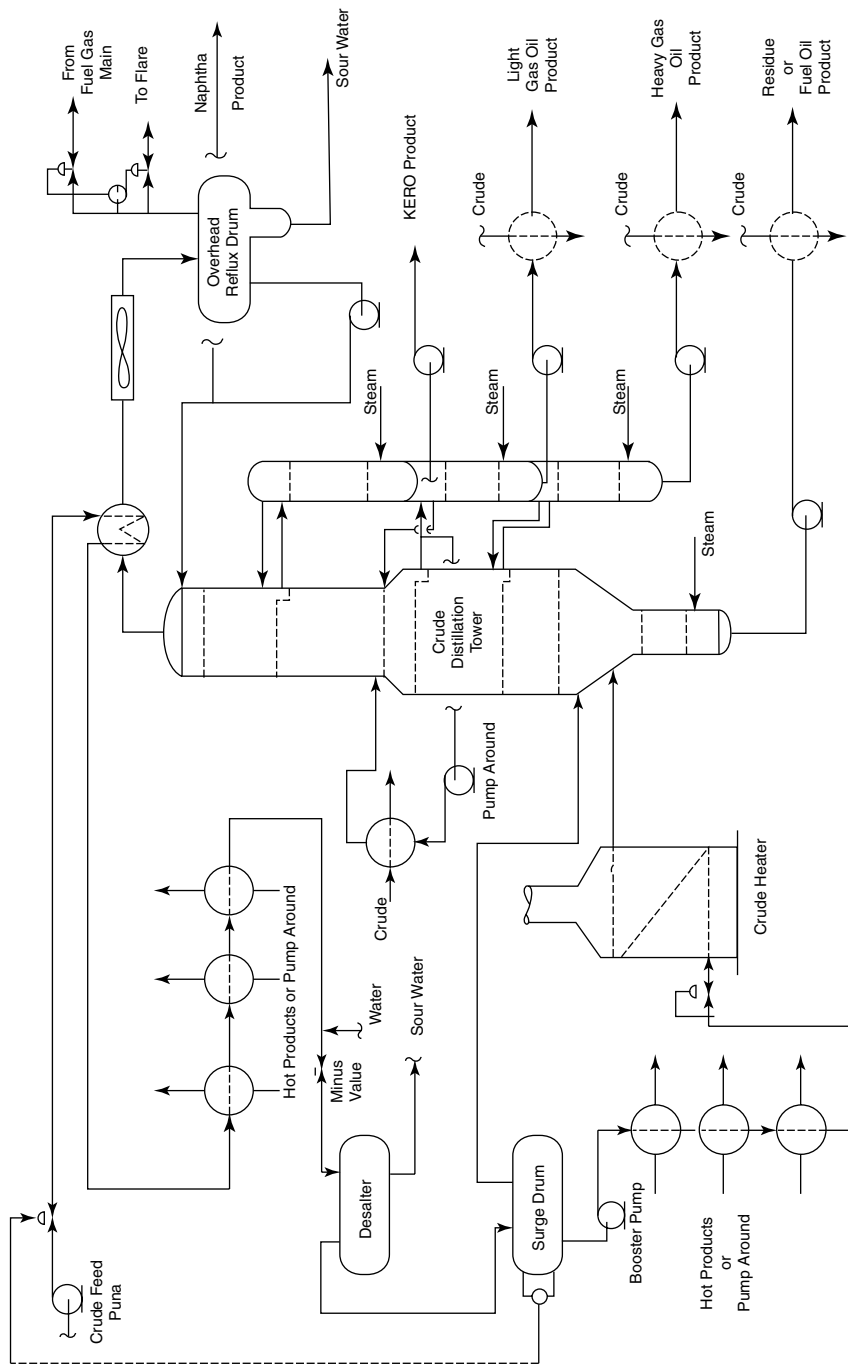 From
Fuel Gas
Main
To Flare
Naphtha
Product
Sour Water
Overhead
Reflux Drum
KERO Product
Crude
Light
Gas Oil
Product
Crude
Heavy Gas
Oil
Product
Crude
Residue
or
Fuel Oil
Product
Steam
Steam
Steam
Steam
Crude
Distillation
Tower
Pump Around
Crude
Hot Products or Pump Around
Water
Minus
Value
Sour Water
Desalter
Crude Feed
Puna
Surge Drum
Booster Pump
Hot Products
or
Pump Around
Crude Heater